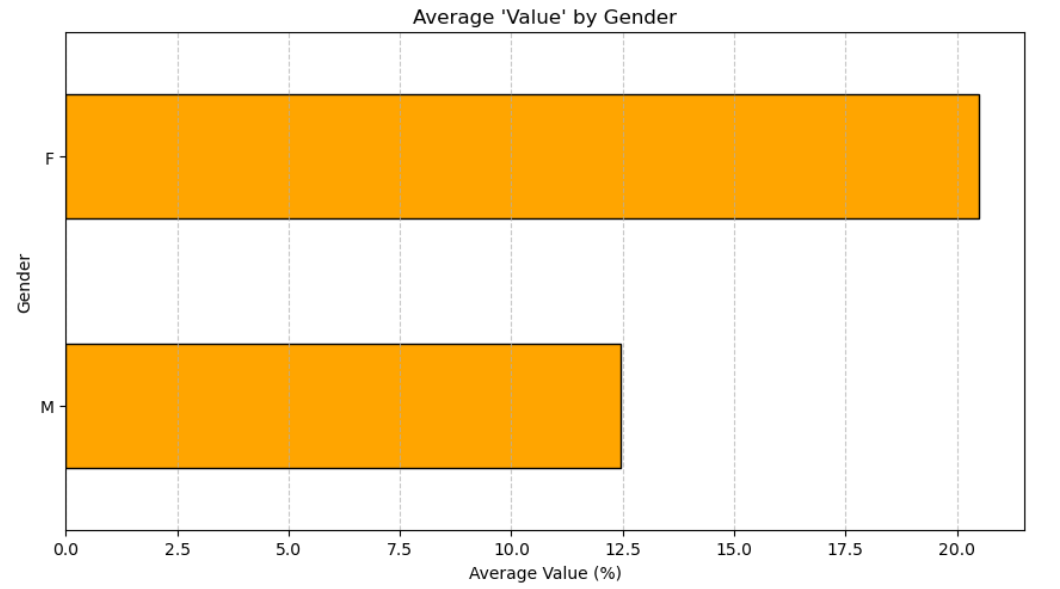 Average 'Value' by Gender
F
Gender
M
0.0 2.5 5.0 7.5 10.0 12.5 15.0 17.5 20.0
Average Value (%)